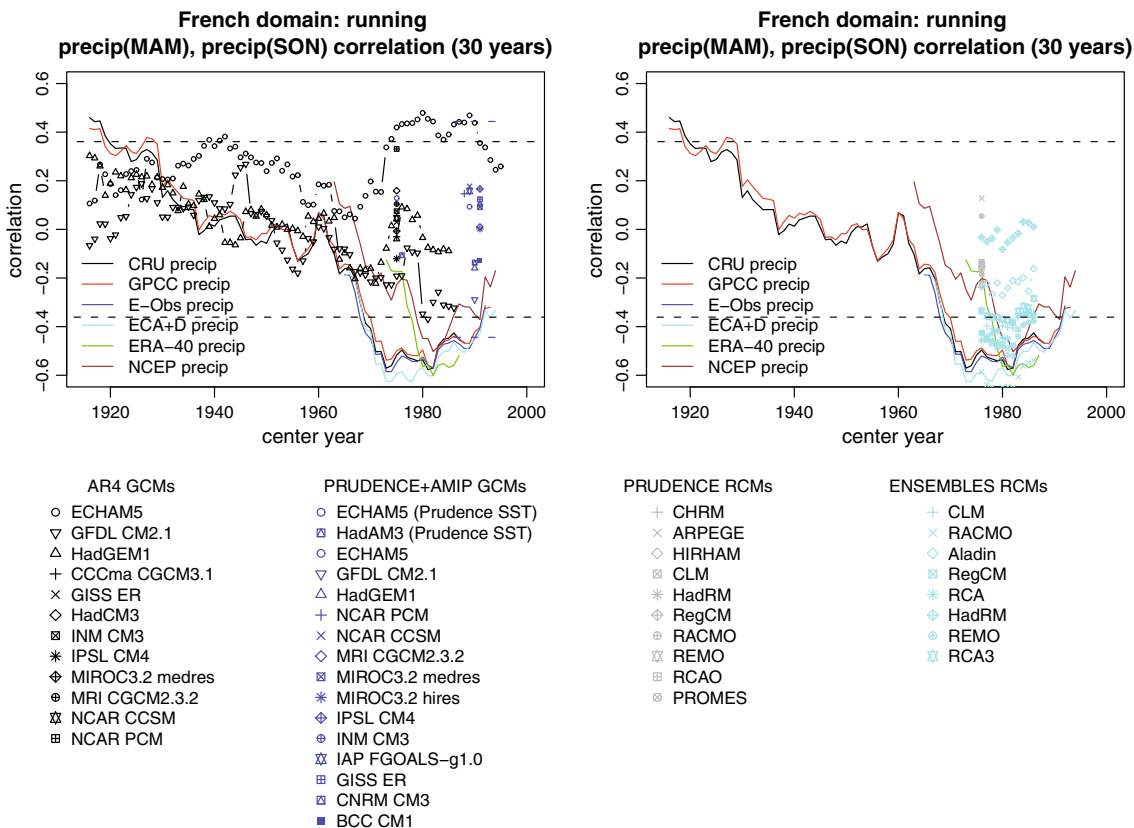 French domain: running
precip(MAM), precip(SON) correlation (30 years)
0.6
0.4
0.2
0.0
−0.2
−0.4
−0.6
correlation
CRU precip
GPCC precip
E−Obs precip
ECA+D precip
ERA−40 precip
NCEP precip
1920
1940
1960
1980
2000
center year
French domain: running
precip(MAM), precip(SON) correlation (30 years)
0.6
0.4
0.2
0.0
−0.2
−0.4
−0.6
correlation
CRU precip
GPCC precip
E−Obs precip
ECA+D precip
ERA−40 precip
NCEP precip
1920
1940
1960
1980
2000
center year
AR4 GCMs
ECHAM5
GFDL CM2.1
HadGEM1
CCCma CGCM3.1
GISS ER
HadCM3
INM CM3
IPSL CM4
MIROC3.2 medres
MRI CGCM2.3.2
NCAR CCSM
NCAR PCM
PRUDENCE+AMIP GCMs
ECHAM5 (Prudence SST)
HadAM3 (Prudence SST)
ECHAM5
GFDL CM2.1
HadGEM1
NCAR PCM
NCAR CCSM
MRI CGCM2.3.2
MIROC3.2 medres
MIROC3.2 hires
IPSL CM4
INM CM3
IAP FGOALS−g1.0
GISS ER
CNRM CM3
BCC CM1
PRUDENCE RCMs
CHRM
ARPEGE
HIRHAM
CLM
HadRM
RegCM
RACMO
REMO
RCAO
PROMES
ENSEMBLES RCMs
CLM
RACMO
Aladin
RegCM
RCA
HadRM
REMO
RCA3